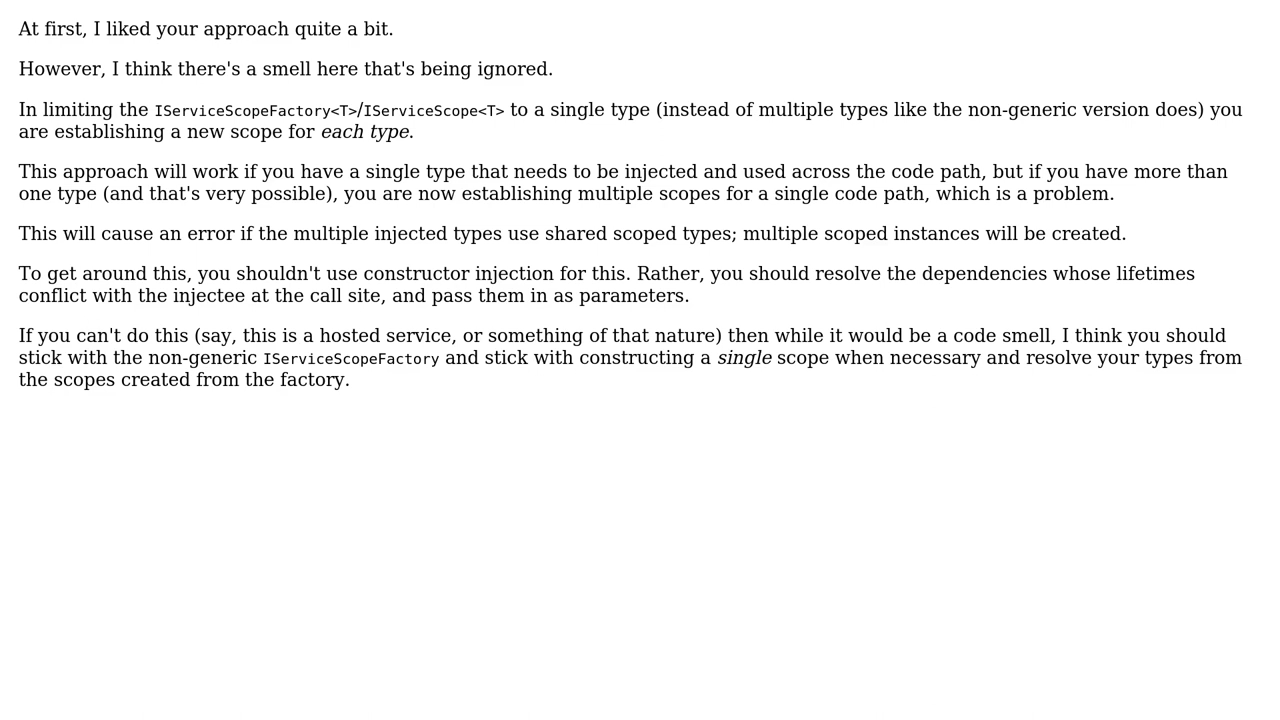 At first, I liked your approach quite a bit.
However, I think there's a smell here that's being ignored.
In limiting the IServiceScopeFactory<T>/IServiceScope<T> to a single type (instead of multiple types like the non-generic version does) you
are establishing a new scope for each type.
This approach will work if you have a single type that needs to be injected and used across the code path, but if you have more than
one type (and that's very possible), you are now establishing multiple scopes for a single code path, which is a problem.
This will cause an error if the multiple injected types use shared scoped types; multiple scoped instances will be created.
To get around this, you shouldn't use constructor injection for this. Rather, you should resolve the dependencies whose lifetimes
conflict with the injectee at the call site, and pass them in as parameters.
If you can't do this (say, this is a hosted service, or something of that nature) then while it would be a code smell, I think you should
stick with the non-generic IServiceScopeFactory and stick with constructing a single scope when necessary and resolve your types from
the scopes created from the factory.